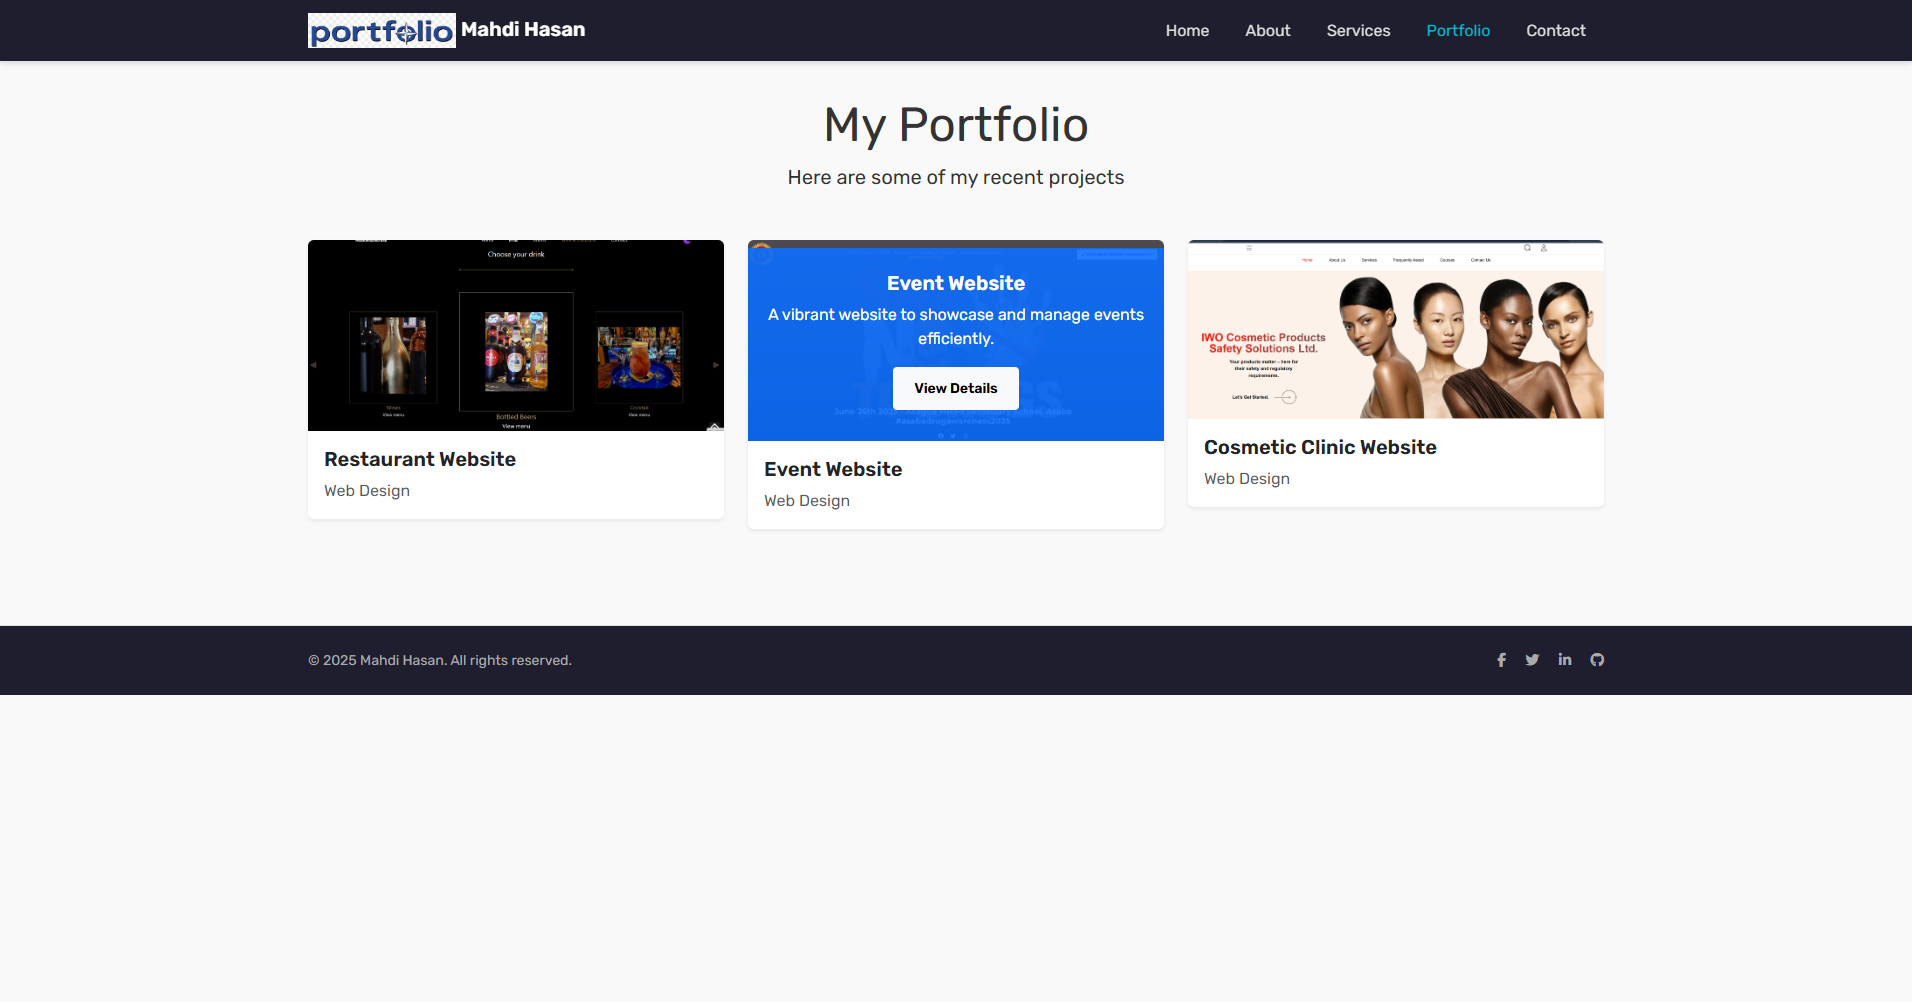 portfolio Mahdi Hasan
Home About Services Portfolio Contact
My Portfolio
Here are some of my recent projects
Choose your drink
Wines
View menu
Bottled Beers
View menu
Cocktail
View menu
Restaurant Website
Web Design
Event Website
A vibrant website to showcase and manage events
efficiently.
View Details
June 26th 202
#asabadrugawareness2025
Event Website
Web Design
Home About Us Services Frequently Asked Courses Contact Us
IWO Cosmetic Products
Safety Solutions Ltd.
Your products matter – here for
their safety and regulatory
requirements.
Let's Get Started.
Cosmetic Clinic Website
Web Design
© 2025 Mahdi Hasan. All rights reserved.